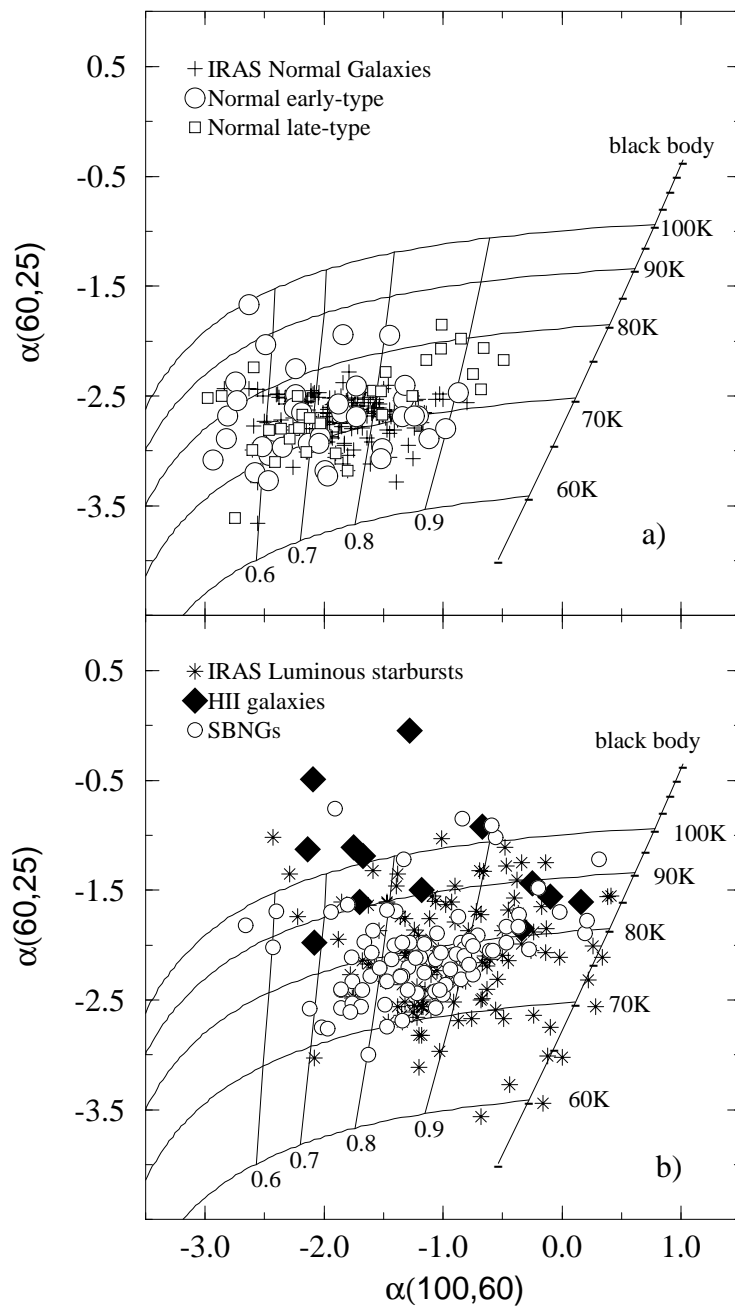 0.5
-0.5
-1.5
-2.5
-3.5
α(60,25)
IRAS Normal Galaxies
Normal early-type
Normal late-type
black body
100K
90K
80K
70K
60K
0.6
0.7
0.8
0.9
a)
0.5
-0.5
-1.5
-2.5
-3.5
α(60,25)
IRAS Luminous starbursts
HII galaxies
SBNGs
black body
100K
90K
80K
70K
60K
0.6
0.7
0.8
0.9
b)
-3.0
-2.0
-1.0
0.0
1.0
α(100,60)